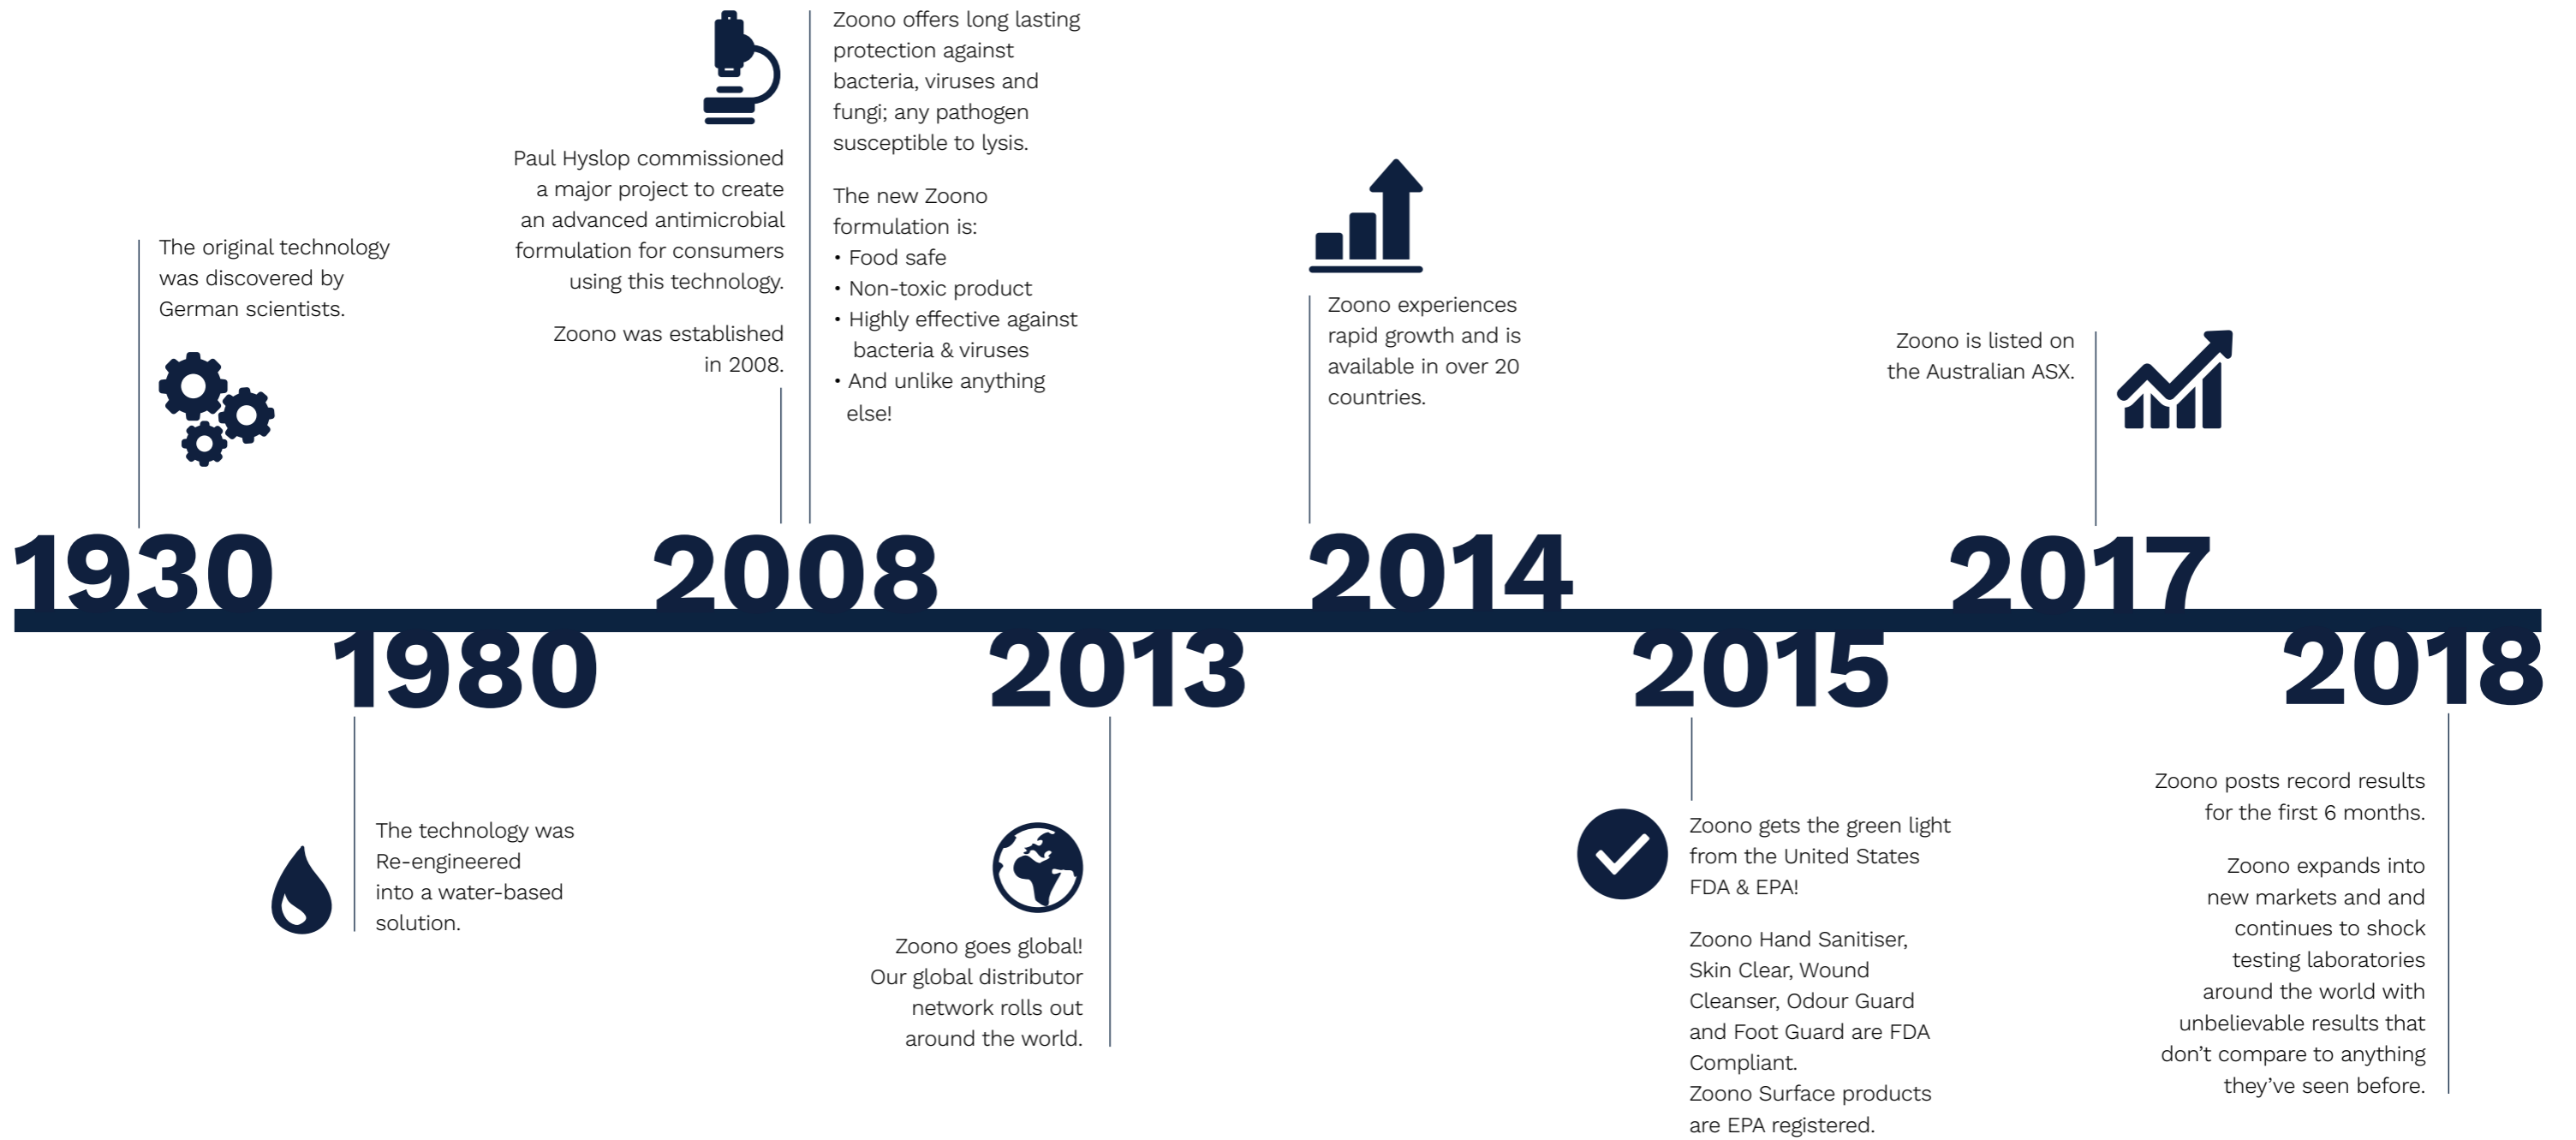 1930
The original technology
was discovered by
German scientists.
1980
The technology was
Re-engineered
into a water-based
solution.
2008
Paul Hyslop commissioned
a major project to create
an advanced antimicrobial
formulation for consumers
using this technology.
Zoono was established
in 2008.
Zoono offers long lasting
protection against
bacteria, viruses and
fungi; any pathogen
susceptible to lysis.
The new Zoono
formulation is:
• Food safe
• Non-toxic product
• Highly effective against
bacteria & viruses
• And unlike anything
else!
2013
Zoono goes global!
Our global distributor
network rolls out
around the world.
2014
Zoono experiences
rapid growth and is
available in over 20
countries.
2015
Zoono gets the green light
from the United States
FDA & EPA!
Zoono Hand Sanitiser,
Skin Clear, Wound
Cleanser, Odour Guard
and Foot Guard are FDA
Compliant.
Zoono Surface products
are EPA registered.
2017
Zoono is listed on
the Australian ASX.
2018
Zoono posts record results
for the first 6 months.
Zoono expands into
new markets and and
continues to shock
testing laboratories
around the world with
unbelievable results that
don’t compare to anything
they’ve seen before.